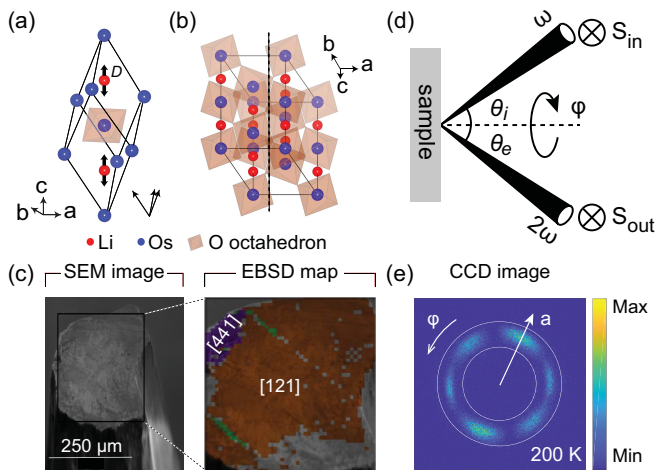 (a)
D
c
b
a
Li
Os
O octahedron
(b)
b
a
c
(c)
SEM image
EBSD map
250 μm
[441]
[121]
(d)
sample
ω
S_in
θ_i
θ_e
φ
2ω
S_out
(e)
CCD image
φ
a
200 K
Max
Min